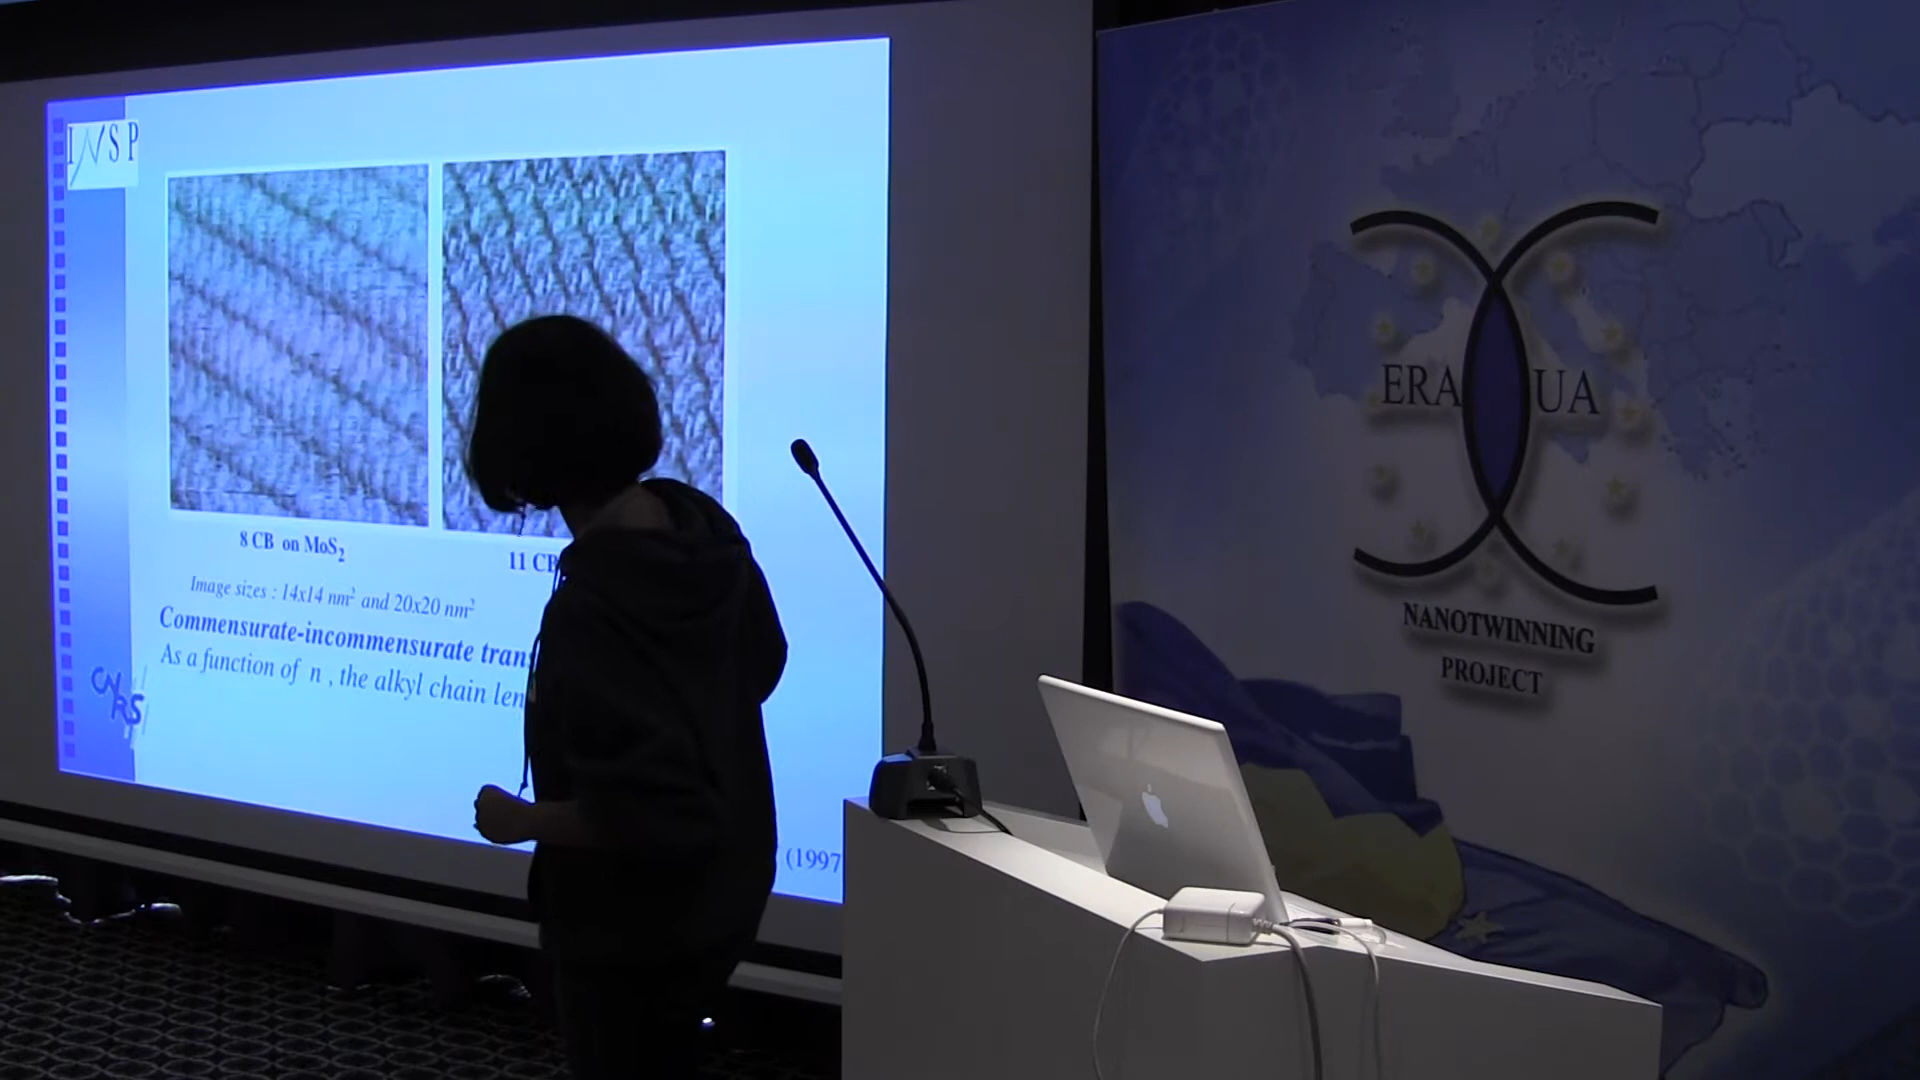 INSP
8 CB on MoS₂
11 CB
Image sizes : 14x14 nm² and 20x20 nm²
Commensurate-incommensurate trans
As a function of n , the alkyl chain len
CNRS
(1997
ERA UA
NANOTWINNING
PROJECT